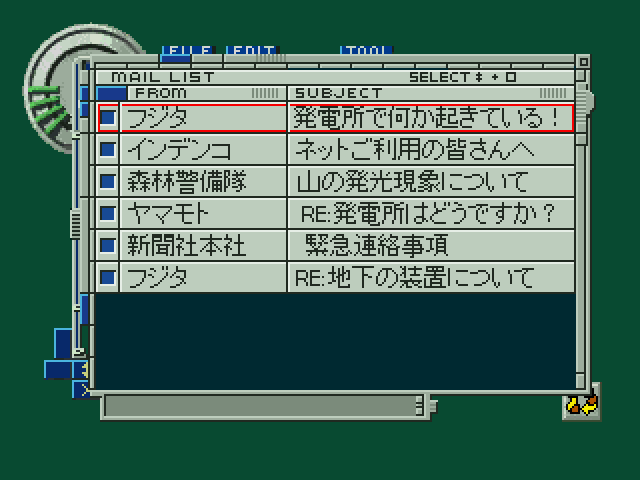 FILE EDIT TOOL
MAIL LIST SELECT⇕+□
FROM SUBJECT
フジタ 発電所で何か起きている！
インデンコ ネットご利用の皆さんへ
森林警備隊 山の発光現象について
ヤマモト RE:発電所はどうですか？
新聞社本社 緊急連絡事項
フジタ RE:地下の装置について